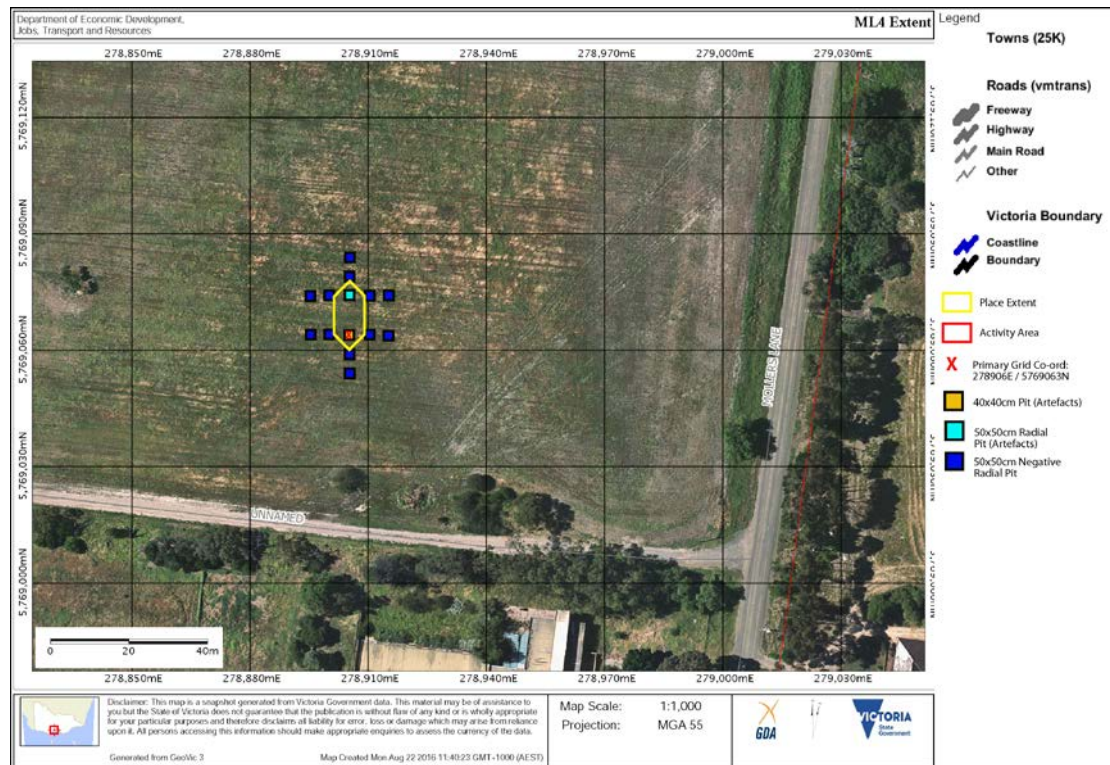 Department of Economic Development,
Jobs, Transport and Resources
ML4 Extent
278,850mE 278,880mE 278,910mE 278,940mE 278,970mE 279,000mE 279,030mE
5,769,120mN
5,769,090mN
5,769,060mN
5,769,030mN
5,769,000mN
MOLLERS LANE
UNNAMED
0 20 40m
278,850mE 278,880mE 278,910mE 278,940mE 278,970mE 279,000mE 279,030mE
Legend
Towns (25K)
Roads (vmtrans)
Freeway
Highway
Main Road
Other
Victoria Boundary
Coastline
Boundary
Place Extent
Activity Area
X Primary Grid Co-ord:
278906E / 5769063N
40x40cm Pit (Artefacts)
50x50cm Radial
Pit (Artefacts)
50x50cm Negative
Radial Pit
Disclaimer: This map is a snapshot generated from Victoria Government data. This material may be of assistance to
you but the State of Victoria does not guarantee that the publication is without flaw of any kind or is wholly appropriate
for your particular purposes and therefore disclaims all liability for error, loss or damage which may arise from reliance
upon it. All persons accessing this information should make appropriate enquiries to assess the currency of the data.
Generated from GeoVic 3 Map Created Mon Aug 22 2016 11:40:23 GMT+1000 (AEST)
Map Scale: 1:1,000
Projection: MGA 55
GDA
VICTORIA
State
Government